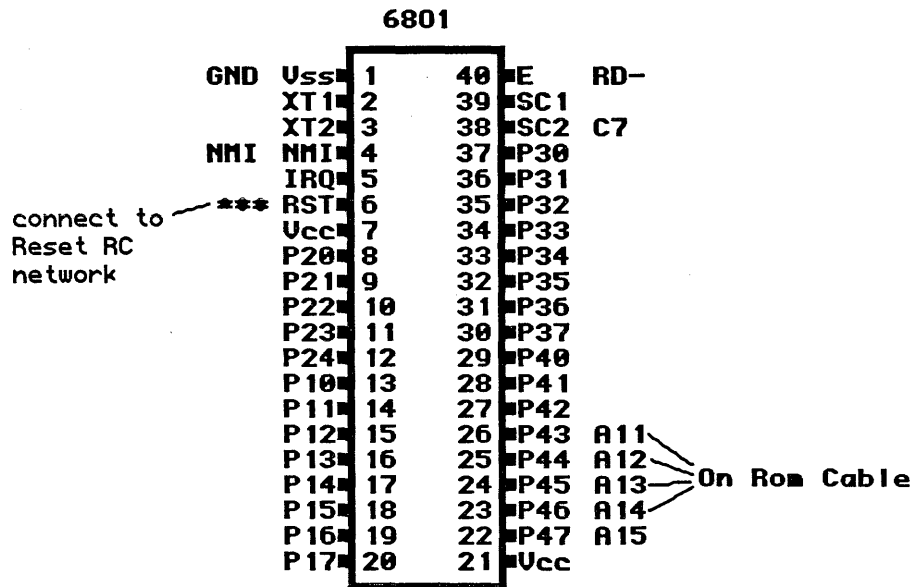 6801
GND Vss 1 40 E RD-
XT1 2 39 SC1
XT2 3 38 SC2 C7
NMI NMI 4 37 P30
IRQ 5 36 P31
*** RST 6 35 P32
connect to
Reset RC
network
Vcc 7 34 P33
P20 8 33 P34
P21 9 32 P35
P22 10 31 P36
P23 11 30 P37
P24 12 29 P40
P10 13 28 P41
P11 14 27 P42
P12 15 26 P43 A11
P13 16 25 P44 A12
P14 17 24 P45 A13
On Rom Cable
P15 18 23 P46 A14
P16 19 22 P47 A15
P17 20 21 Vcc